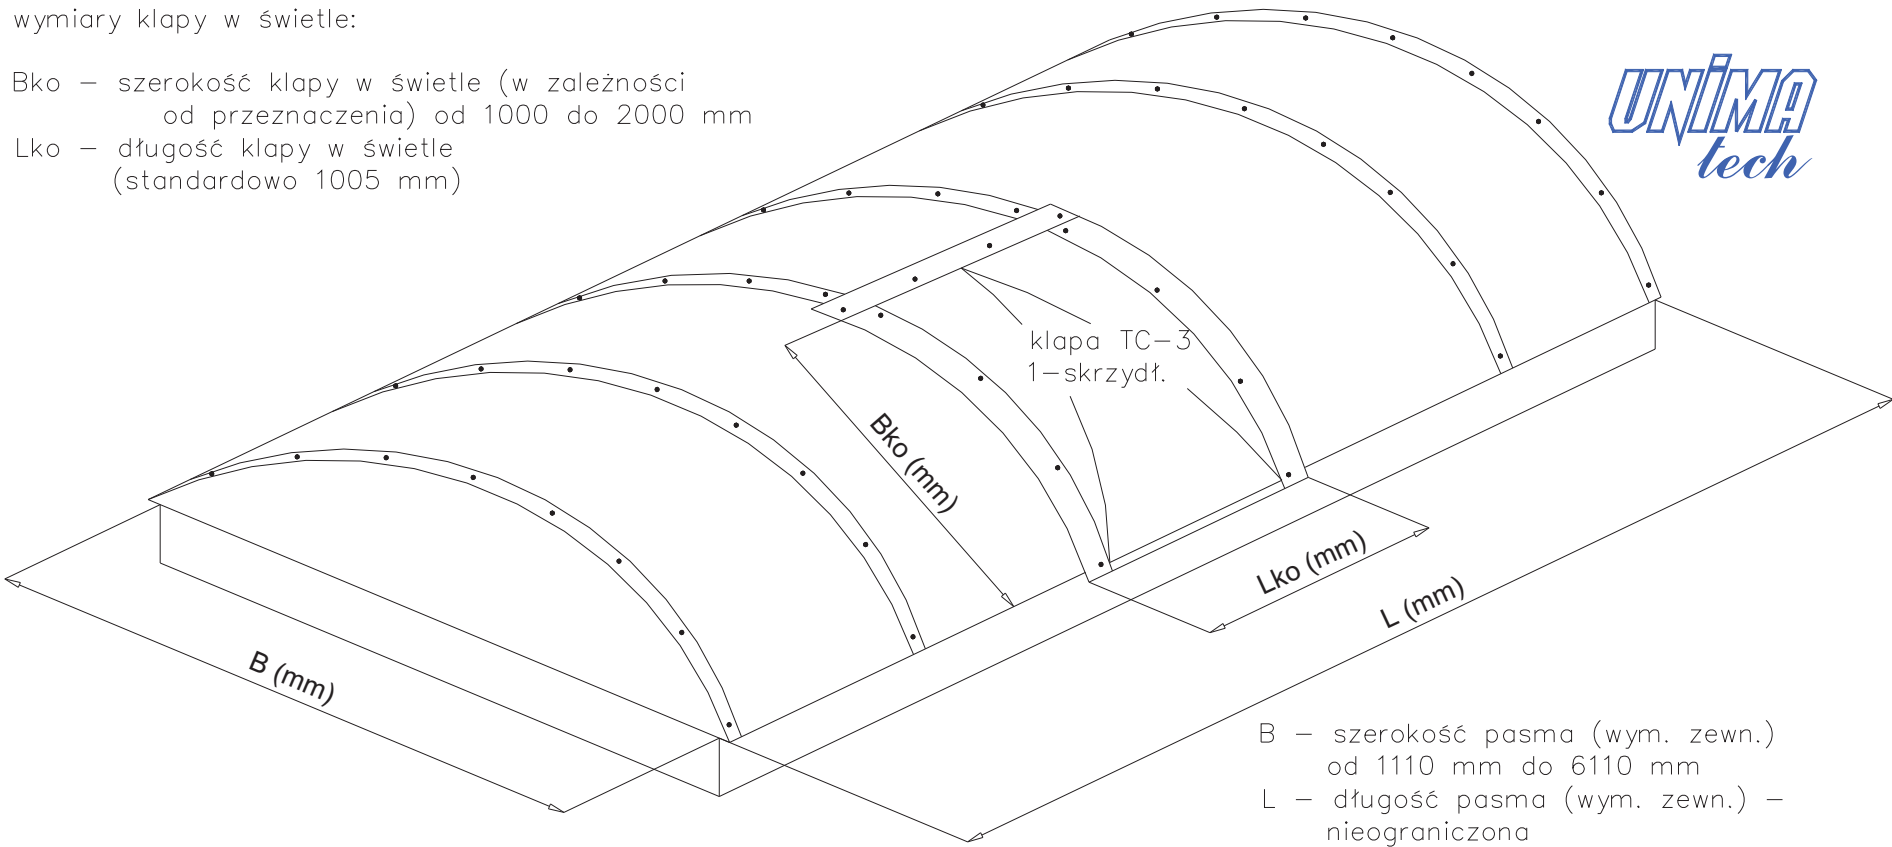 wymiary klapy w świetle:
Bko – szerokość klapy w świetle (w zależności
od przeznaczenia) od 1000 do 2000 mm
Lko – długość klapy w świetle
(standardowo 1005 mm)
UNiMA
tech
klapa TC–3
1–skrzydł.
Bko (mm)
Lko (mm)
L (mm)
B (mm)
B – szerokość pasma (wym. zewn.)
od 1110 mm do 6110 mm
L – długość pasma (wym. zewn.) –
nieograniczona